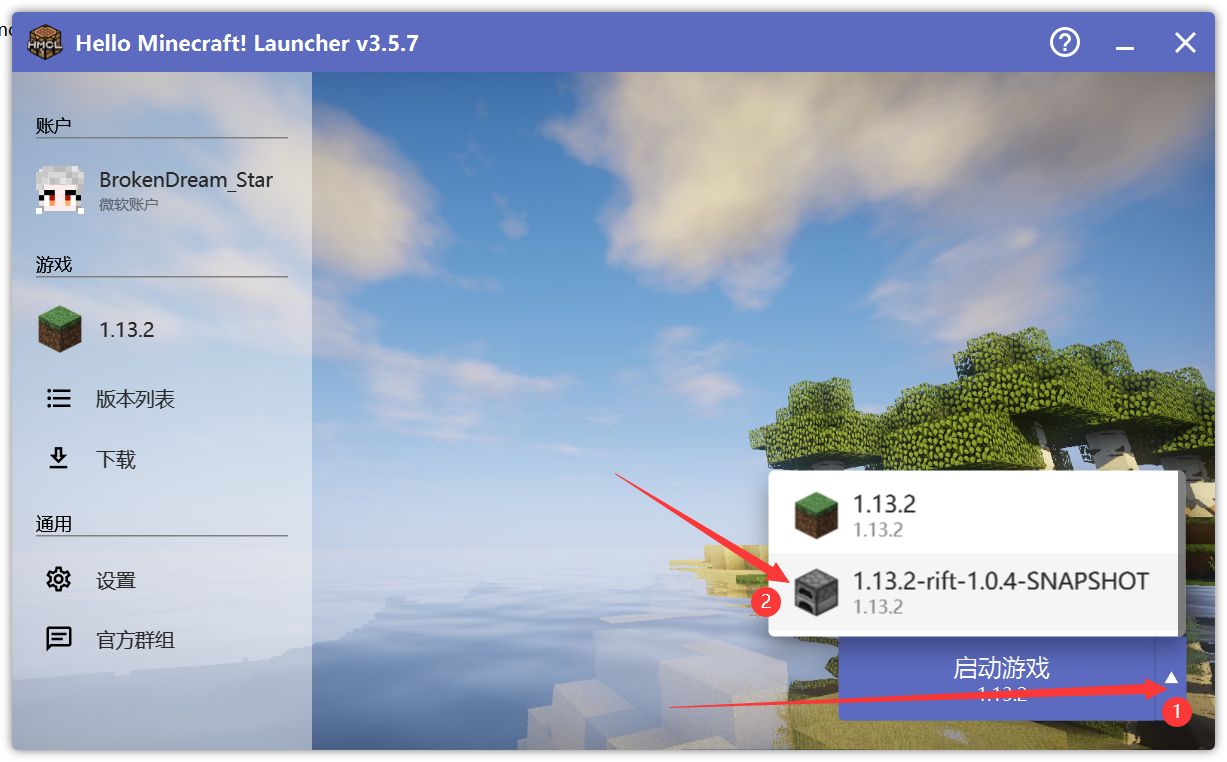 Hello Minecraft! Launcher v3.5.7
账户
BrokenDream_Star
微软账户
游戏
1.13.2
版本列表
下载
通用
设置
官方群组
1.13.2
1.13.2
1.13.2-rift-1.0.4-SNAPSHOT
1.13.2
2
启动游戏
1.13.2
1